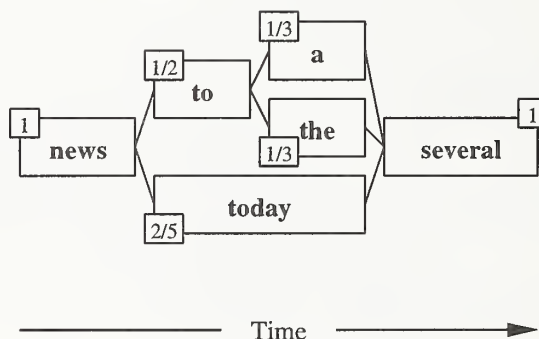 1/3
a
1/2
to
1
news
the
1/3
several
1
today
2/5
Time